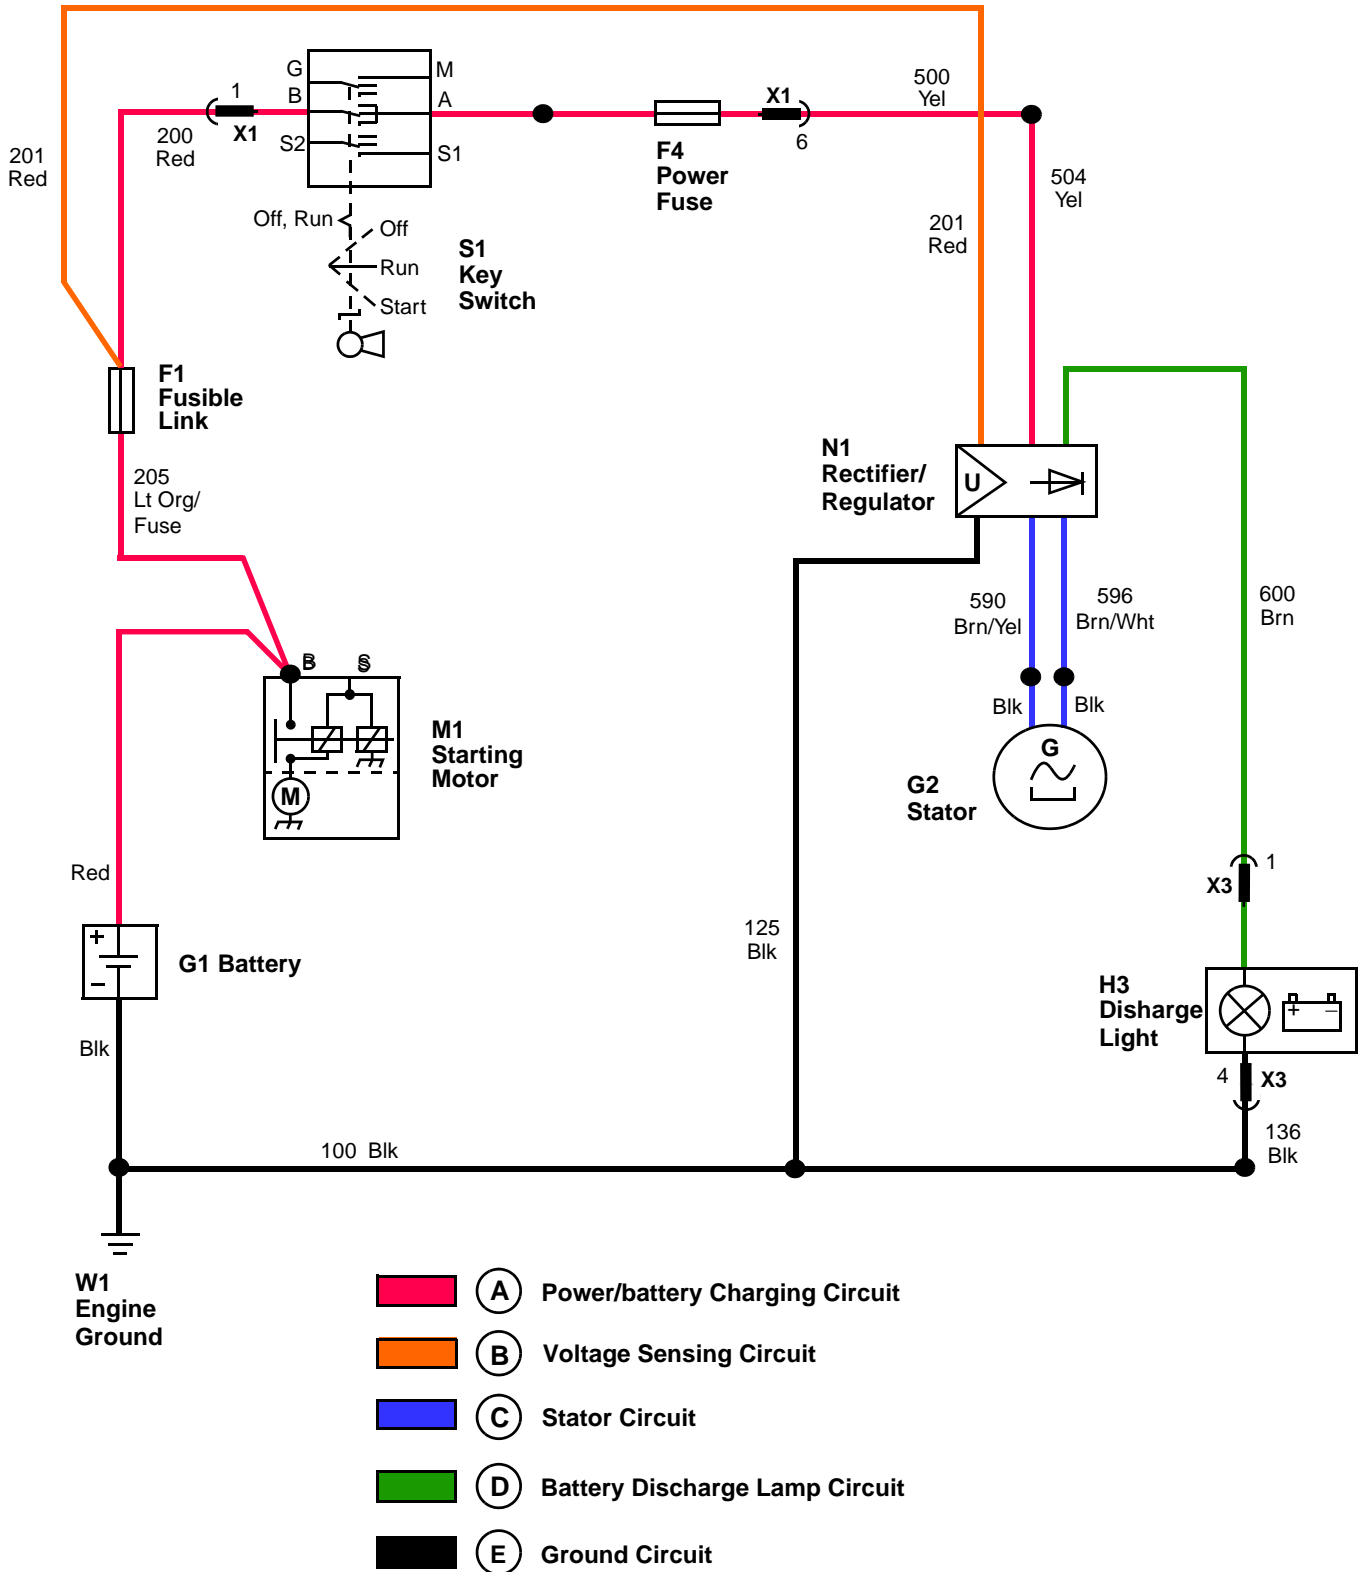 G
M
1
B
A
500
Yel
X1
200
Red
X1
S2
S1
6
201
Red
F4
Power
Fuse
504
Yel
Off, Run
Off
201
Red
S1
Key
Switch
Run
Start
F1
Fusible
Link
N1
Rectifier/
Regulator
U
205
Lt Org/
Fuse
590
Brn/Yel
596
Brn/Wht
600
Brn
B
S
Blk
Blk
M1
Starting
Motor
M
G
G2
Stator
Red
1
X3
125
Blk
+
−
G1 Battery
H3
Disharge
Light
+ −
Blk
4
X3
100 Blk
136
Blk
W1
Engine
Ground
A Power/battery Charging Circuit
B Voltage Sensing Circuit
C Stator Circuit
D Battery Discharge Lamp Circuit
E Ground Circuit